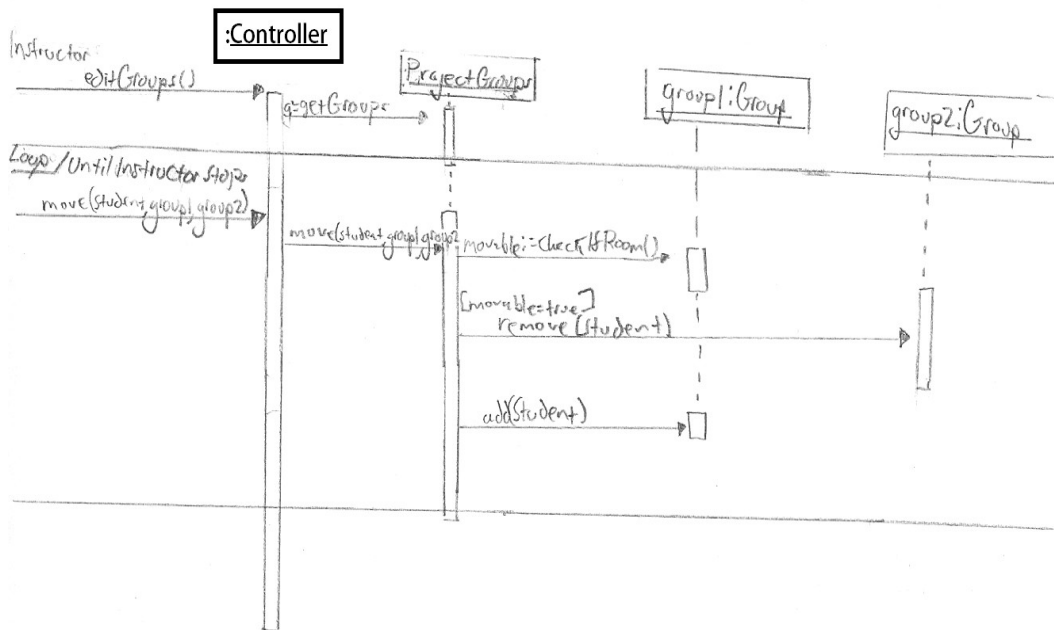 :Controller
Instructor
editGroups()
ProjectGroups
group1:Group
group2:Group
g=getGroups
Loop/Until Instructor stops
move(student,group1,group2)
move(student,group1,group2
movable:=CheckIfRoom()
[movable=true]
remove(student)
add(student)